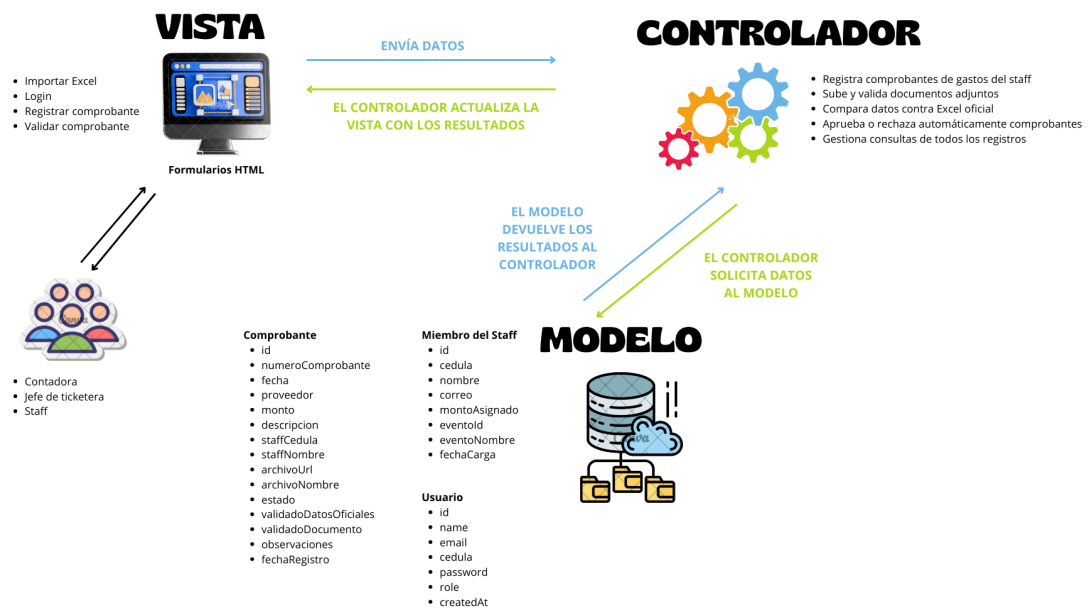 VISTA
ENVÍA DATOS
CONTROLADOR
Importar Excel
Login
Registrar comprobante
Validar comprobante
EL CONTROLADOR ACTUALIZA LA
VISTA CON LOS RESULTADOS
Registra comprobantes de gastos del staff
Sube y valida documentos adjuntos
Compara datos contra Excel oficial
Aprueba o rechaza automáticamente comprobantes
Gestiona consultas de todos los registros
Formularios HTML
EL MODELO
DEVUELVE LOS
RESULTADOS AL
CONTROLADOR
EL CONTROLADOR
SOLICITA DATOS
AL MODELO
Canva
Contadora
Jefe de ticketera
Staff
MODELO
Canva
Comprobante
id
numeroComprobante
fecha
proveedor
monto
descripcion
staffCedula
staffNombre
archivoUrl
archivoNombre
estado
validadoDatosOficiales
validadoDocumento
observaciones
fechaRegistro
Miembro del Staff
id
cedula
nombre
correo
montoAsignado
eventoId
eventoNombre
fechaCarga
Usuario
id
name
email
cedula
password
role
createdAt